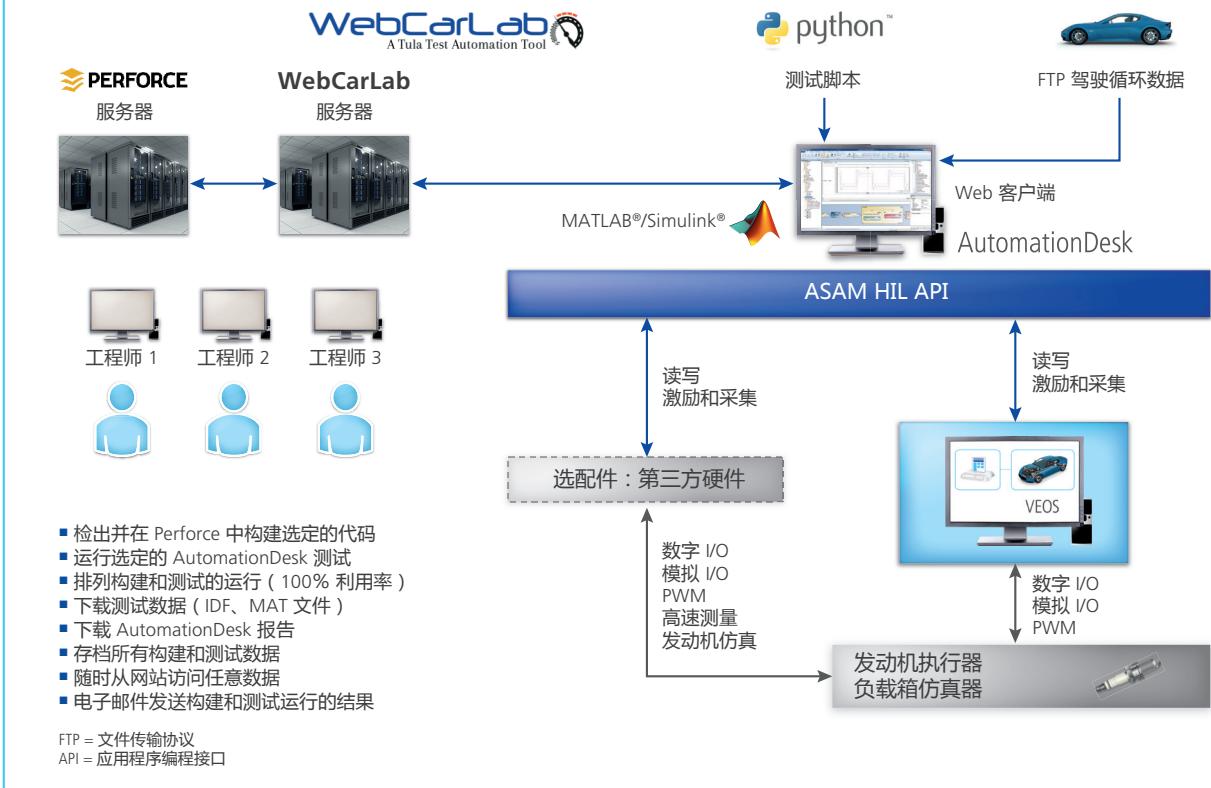 WebCarLab
A Tula Test Automation Tool
python™
PERFORCE
服务器
WebCarLab
服务器
测试脚本
FTP 驾驶循环数据
Web 客户端
MATLAB®/Simulink®
AutomationDesk
ASAM HIL API
工程师 1
工程师 2
工程师 3
读写
激励和采集
读写
激励和采集
选配件：第三方硬件
VEOS
数字 I/O
模拟 I/O
PWM
高速测量
发动机仿真
数字 I/O
模拟 I/O
PWM
发动机执行器
负载箱仿真器
▪ 检出并在 Perforce 中构建选定的代码
▪ 运行选定的 AutomationDesk 测试
▪ 排列构建和测试的运行（100% 利用率）
▪ 下载测试数据（IDF、MAT 文件）
▪ 下载 AutomationDesk 报告
▪ 存档所有构建和测试数据
▪ 随时从网站访问任意数据
▪ 电子邮件发送构建和测试运行的结果
FTP = 文件传输协议
API = 应用程序编程接口